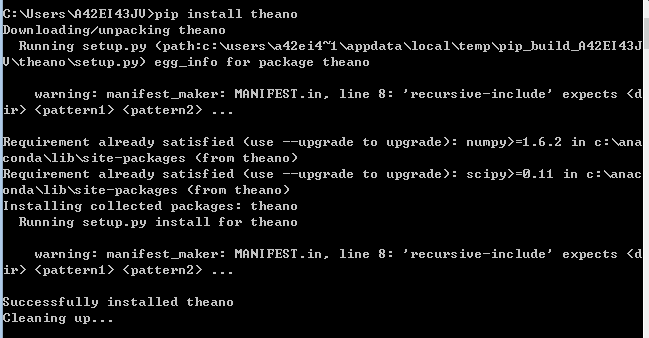 C:\Users\A42EI43JV>pip install theano
Downloading/unpacking theano
  Running setup.py (path:c:\users\a42ei4~1\appdata\local\temp\pip_build_A42EI43J
V\theano\setup.py) egg_info for package theano

    warning: manifest_maker: MANIFEST.in, line 8: 'recursive-include' expects <d
ir> <pattern1> <pattern2> ...

Requirement already satisfied (use --upgrade to upgrade): numpy>=1.6.2 in c:\ana
conda\lib\site-packages (from theano)
Requirement already satisfied (use --upgrade to upgrade): scipy>=0.11 in c:\anac
onda\lib\site-packages (from theano)
Installing collected packages: theano
  Running setup.py install for theano

    warning: manifest_maker: MANIFEST.in, line 8: 'recursive-include' expects <d
ir> <pattern1> <pattern2> ...

Successfully installed theano
Cleaning up...